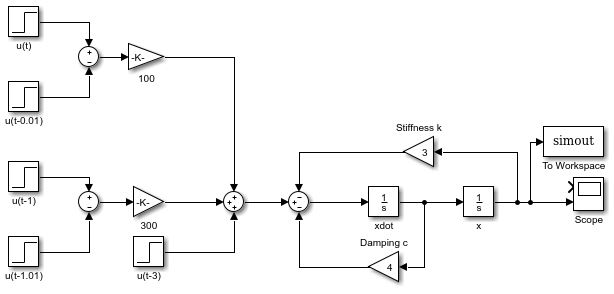 u(t)
+
−
-K-
100
u(t-0.01)
Stiffness k
3
simout
To Workspace
u(t-1)
+
−
-K-
300
+
+
+
−
+
−
1
s
xdot
1
s
x
Scope
Damping c
4
u(t-1.01)
u(t-3)